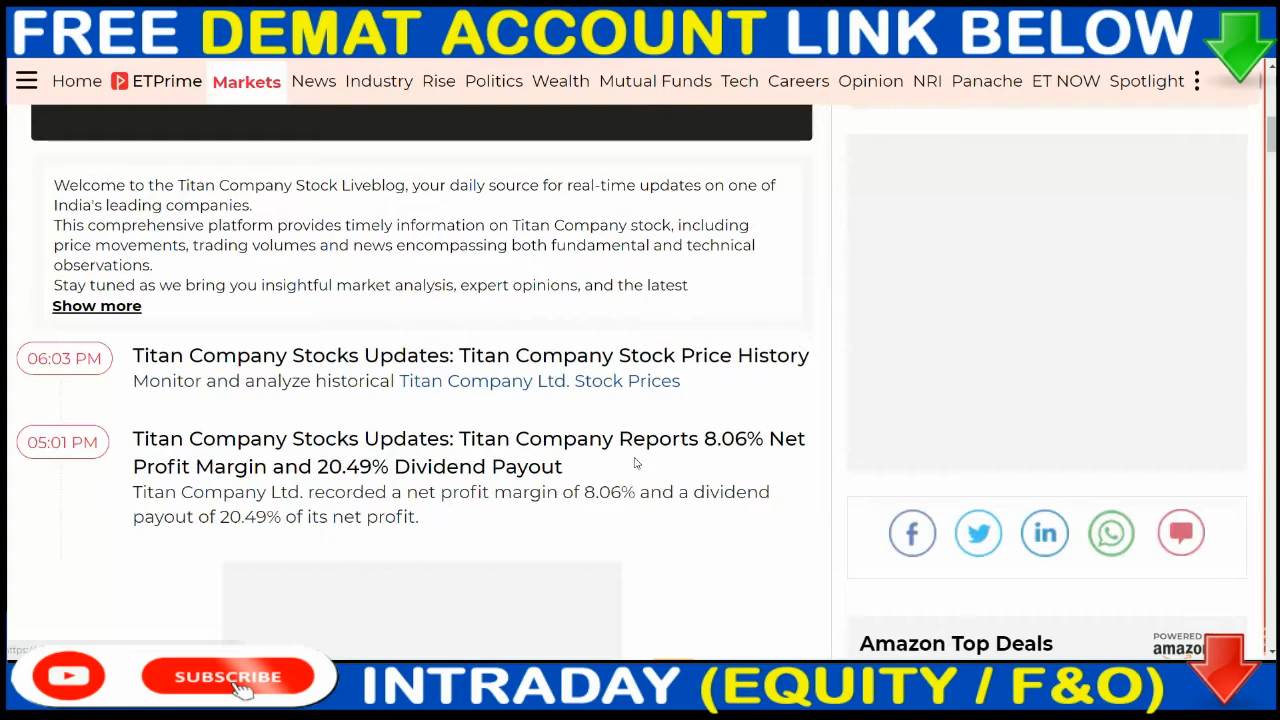 FREE DEMAT ACCOUNT LINK BELOW
Home ETPrime Markets News Industry Rise Politics Wealth Mutual Funds Tech Careers Opinion NRI Panache ET NOW Spotlight
Welcome to the Titan Company Stock Liveblog, your daily source for real-time updates on one of
India's leading companies.
This comprehensive platform provides timely information on Titan Company stock, including
price movements, trading volumes and news encompassing both fundamental and technical
observations.
Stay tuned as we bring you insightful market analysis, expert opinions, and the latest
Show more
06:03 PM
Titan Company Stocks Updates: Titan Company Stock Price History
Monitor and analyze historical Titan Company Ltd. Stock Prices
05:01 PM
Titan Company Stocks Updates: Titan Company Reports 8.06% Net
Profit Margin and 20.49% Dividend Payout
Titan Company Ltd. recorded a net profit margin of 8.06% and a dividend
payout of 20.49% of its net profit.
Amazon Top Deals
POWERED
SUBSCRIBE
INTRADAY (EQUITY / F&O)